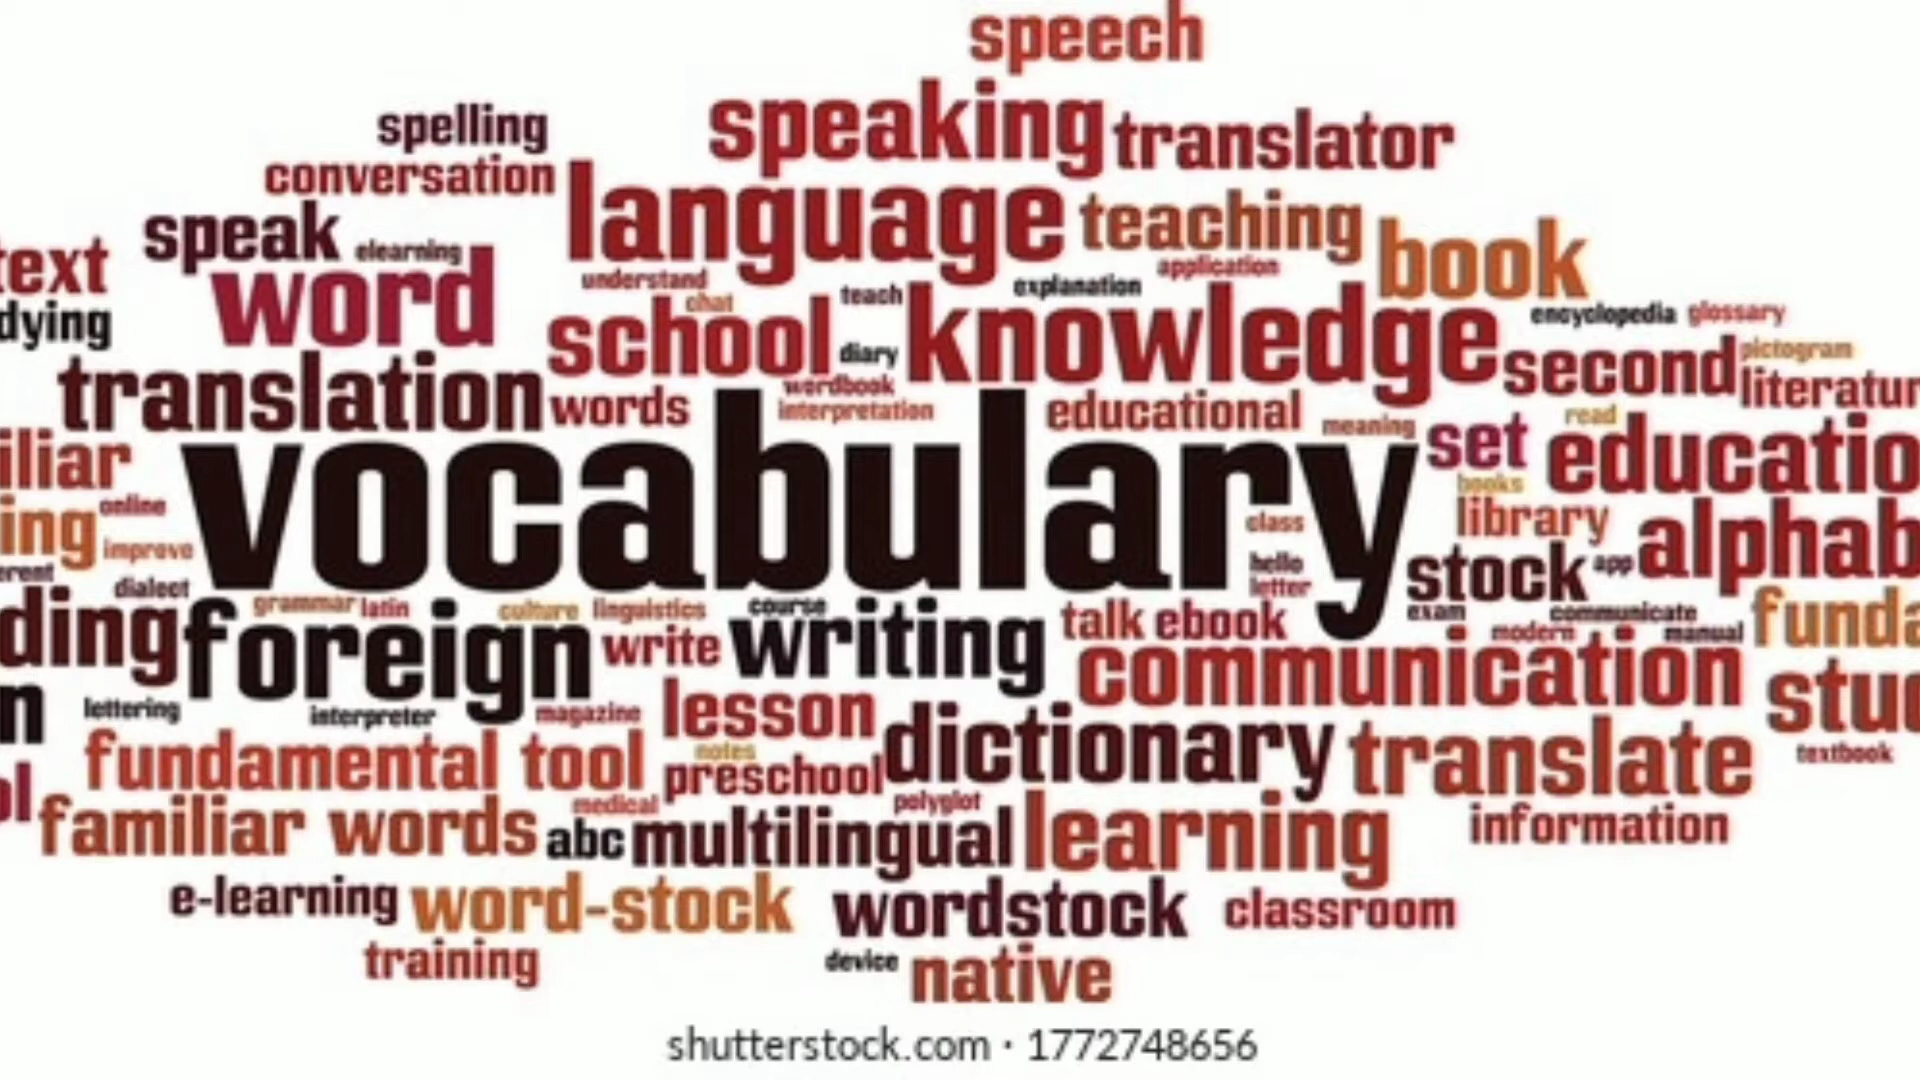 speech
speaking translator
spelling
conversation
language teaching
speak elearning
text
book
understand application
word
chat teach explanation
dying
school diary knowledge
encyclopedia glossary
second pictogram
literatur
translation words
wordbook
interpretation
educational meaning
set read
educatio
iliar
vocabulary
books
library
online
ing
improve
class
alphab
erent
dialect
hello
letter
stock app
ding
foreign
grammar latin culture linguistics course
write writing talk ebook
exam communicate
modern manual
funda
communication
n
lettering interpreter magazine
lesson
stud
fundamental tool
notes
preschool
dictionary translate
textbook
ol
familiar words
medical
abc multilingual
polyglot
learning
information
e-learning word-stock wordstock classroom
training
device native
shutterstock.com · 1772748656